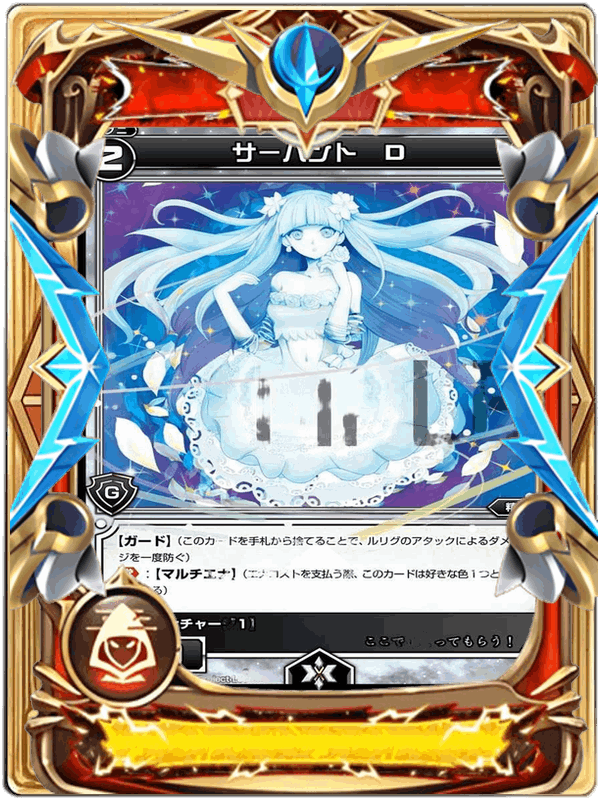 2
サーバント D
G
【ガード】（このカードを手札から捨てることで、ルリグのアタックによるダメ
ジを一度防ぐ）
：【マルチエナ】（エナコストを支払う際、このカードは好きな色1つと
る）
チャー 1】
ここで ってもらう！